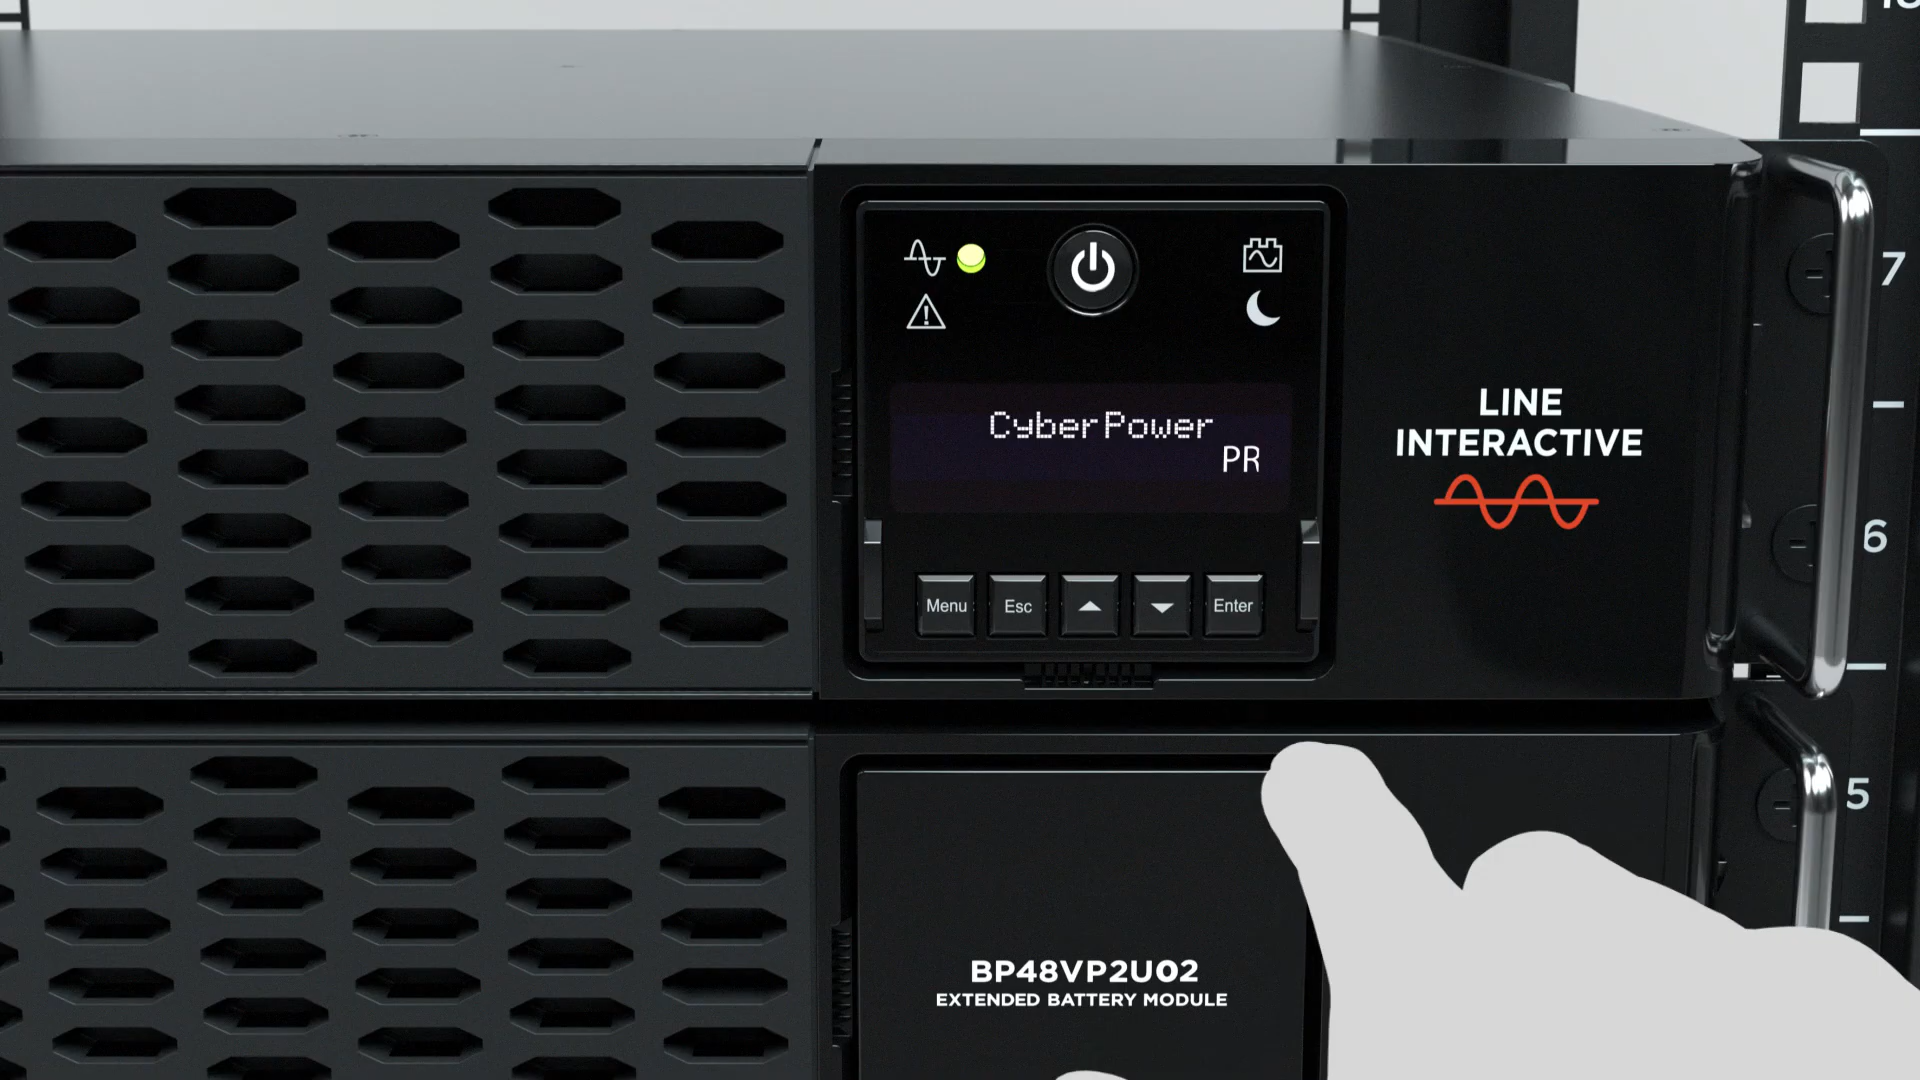 CyberPower
PR
Menu
Esc
Enter
LINE
INTERACTIVE
7
6
5
BP48VP2U02
EXTENDED BATTERY MODULE